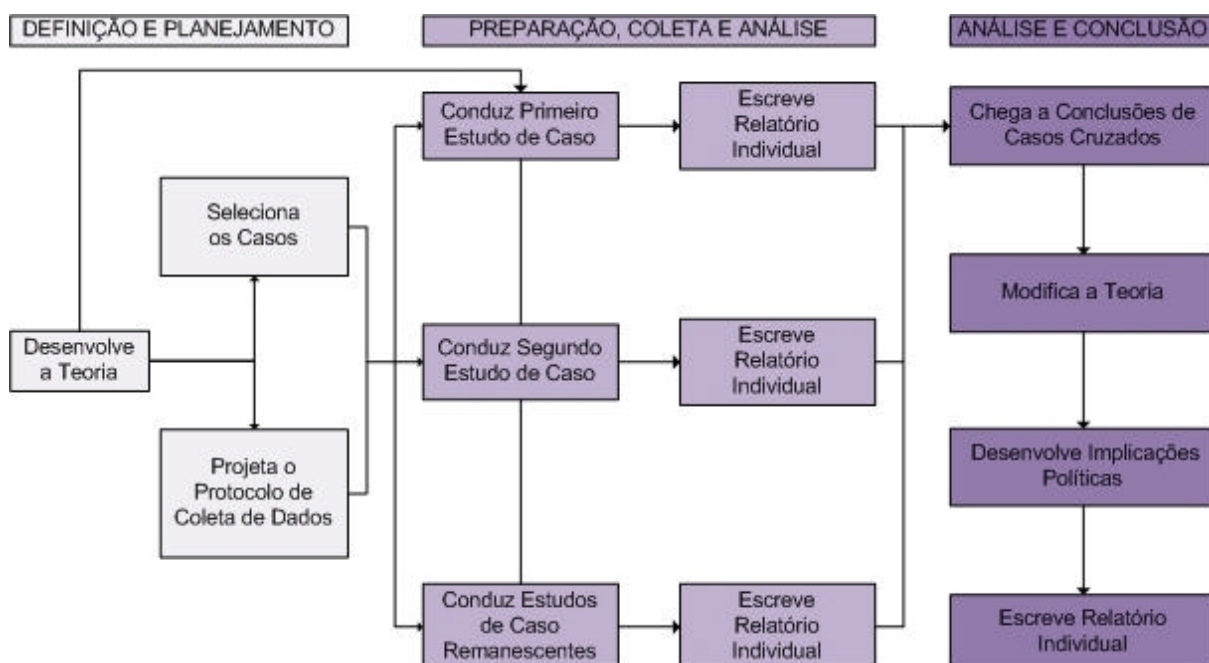 DEFINIÇÃO E PLANEJAMENTO
PREPARAÇÃO, COLETA E ANÁLISE
ANÁLISE E CONCLUSÃO
Desenvolve
a Teoria
Seleciona
os Casos
Projeta o
Protocolo de
Coleta de Dados
Conduz Primeiro
Estudo de Caso
Escreve
Relatório
Individual
Conduz Segundo
Estudo de Caso
Escreve
Relatório
Individual
Conduz Estudos
de Caso
Remanescentes
Escreve
Relatório
Individual
Chega a Conclusões de
Casos Cruzados
Modifica a Teoria
Desenvolve Implicações
Políticas
Escreve Relatório
Individual